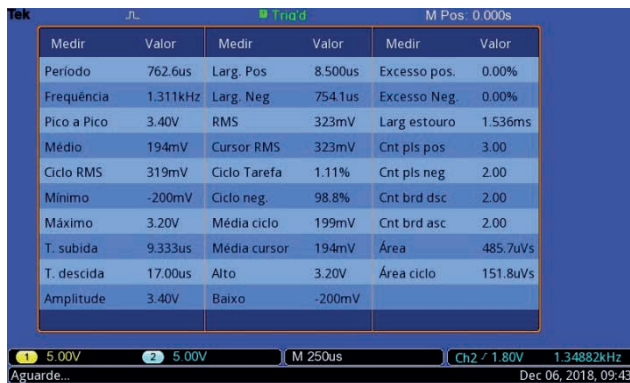 Tek Trig'd M Pos: 0.000s
Medir Valor Medir Valor Medir Valor
Período 762.6us Larg. Pos 8.500us Excesso pos. 0.00%
Frequência 1.311kHz Larg. Neg 754.1us Excesso Neg. 0.00%
Pico a Pico 3.40V RMS 323mV Larg estouro 1.536ms
Médio 194mV Cursor RMS 323mV Cnt pls pos 3.00
Ciclo RMS 319mV Ciclo Tarefa 1.11% Cnt pls neg 2.00
Mínimo -200mV Ciclo neg. 98.8% Cnt brd dsc 2.00
Máximo 3.20V Média ciclo 199mV Cnt brd asc 2.00
T. subida 9.333us Média cursor 194mV Área 485.7uVs
T. descida 17.00us Alto 3.20V Área ciclo 151.8uVs
Amplitude 3.40V Baixo -200mV
1 5.00V 2 5.00V M 250us Ch2 / 1.80V 1.34882kHz
Aguarde... Dec 06, 2018, 09:43